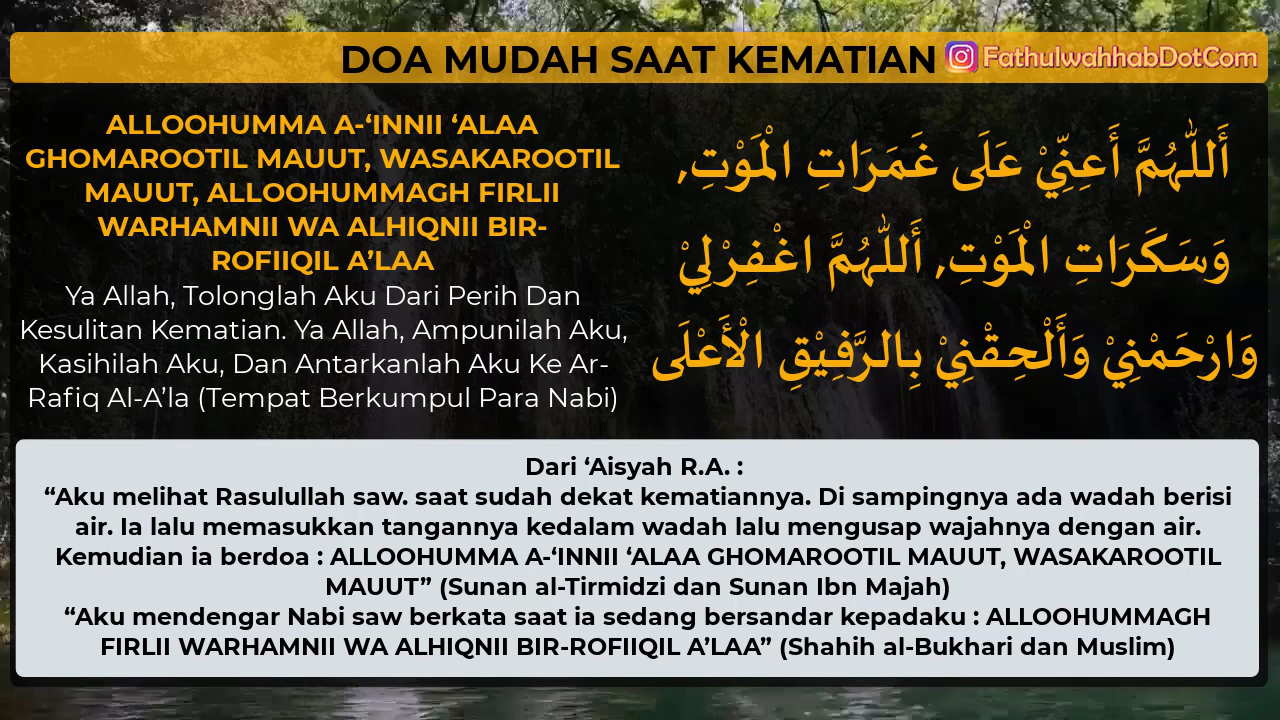 DOA MUDAH SAAT KEMATIAN
FathulwahhabDotCom
ALLOOHUMMA A-‘INNII ‘ALAA
GHOMAROOTIL MAUUT, WASAKAROOTIL
MAUUT, ALLOOHUMMAGH FIRLII
WARHAMNII WA ALHIQNII BIR-
ROFIIQIL A’LAA
Ya Allah, Tolonglah Aku Dari Perih Dan
Kesulitan Kematian. Ya Allah, Ampunilah Aku,
Kasihilah Aku, Dan Antarkanlah Aku Ke Ar-
Rafiq Al-A’la (Tempat Berkumpul Para Nabi)
أَللّٰهُمَّ أَعِنِّيْ عَلَى غَمَرَاتِ الْمَوْتِ,
وَسَكَرَاتِ الْمَوْتِ, أَللّٰهُمَّ اغْفِرْلِيْ
وَارْحَمْنِيْ وَأَلْحِقْنِيْ بِالرَّفِيْقِ الْأَعْلَى
Dari ‘Aisyah R.A. :
“Aku melihat Rasulullah saw. saat sudah dekat kematiannya. Di sampingnya ada wadah berisi
air. Ia lalu memasukkan tangannya kedalam wadah lalu mengusap wajahnya dengan air.
Kemudian ia berdoa : ALLOOHUMMA A-‘INNII ‘ALAA GHOMAROOTIL MAUUT, WASAKAROOTIL
MAUUT” (Sunan al-Tirmidzi dan Sunan Ibn Majah)
“Aku mendengar Nabi saw berkata saat ia sedang bersandar kepadaku : ALLOOHUMMAGH
FIRLII WARHAMNII WA ALHIQNII BIR-ROFIIQIL A’LAA” (Shahih al-Bukhari dan Muslim)